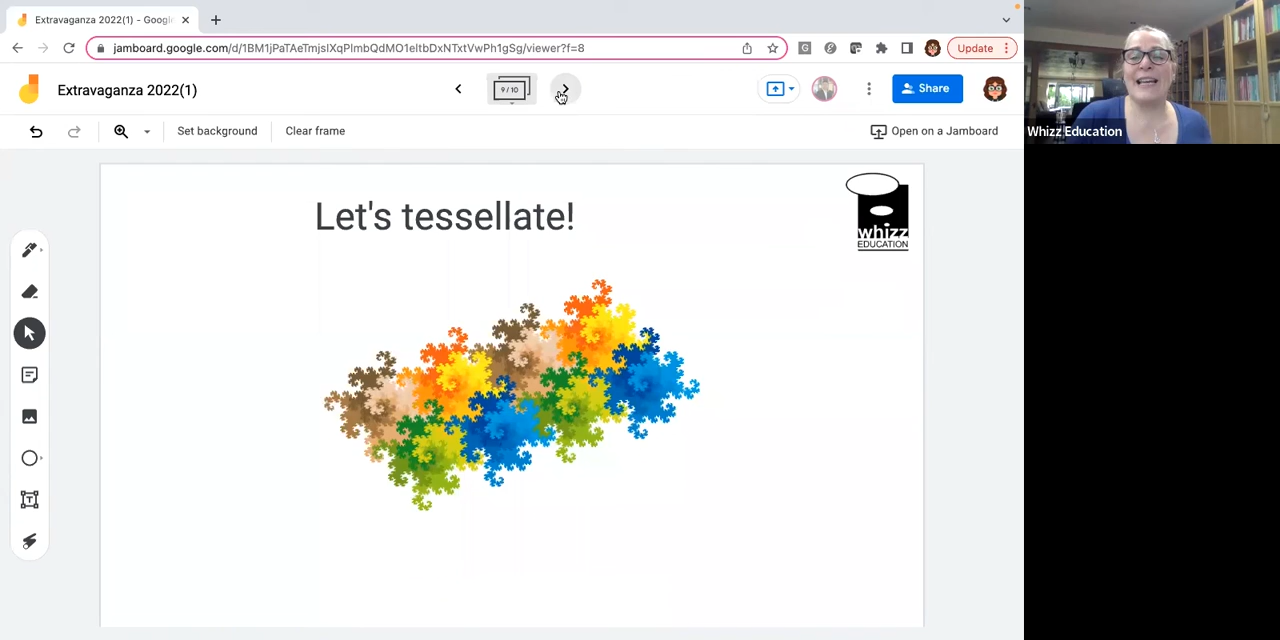 Extravaganza 2022(1) - Googl
jamboard.google.com/d/1BM1jPaTAeTmjsIXqPlmbQdMO1eItbDxNTxtVwPh1gSg/viewer?f=8
Update
Extravaganza 2022(1)
9 / 10
Share
Set background
Clear frame
Open on a Jamboard
Whizz Education
Let's tessellate!
whizz
EDUCATION